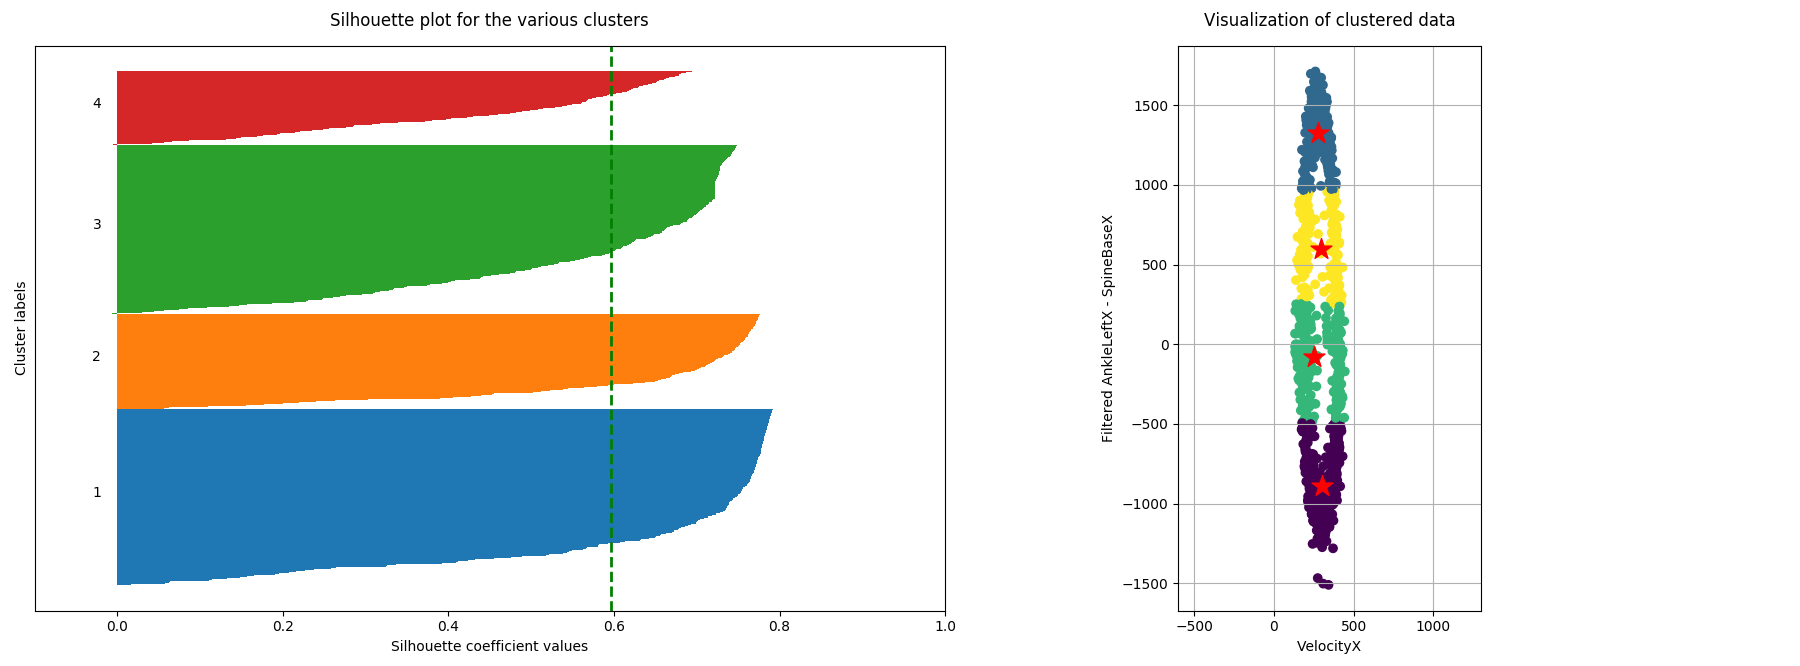 Silhouette plot for the various clusters
Cluster labels
4
3
2
1
0.0 0.2 0.4 0.6 0.8 1.0
Silhouette coefficient values
Visualization of clustered data
Filtered AnkleLeftX - SpineBaseX
1500
1000
500
0
−500
−1000
−1500
−500 0 500 1000
VelocityX